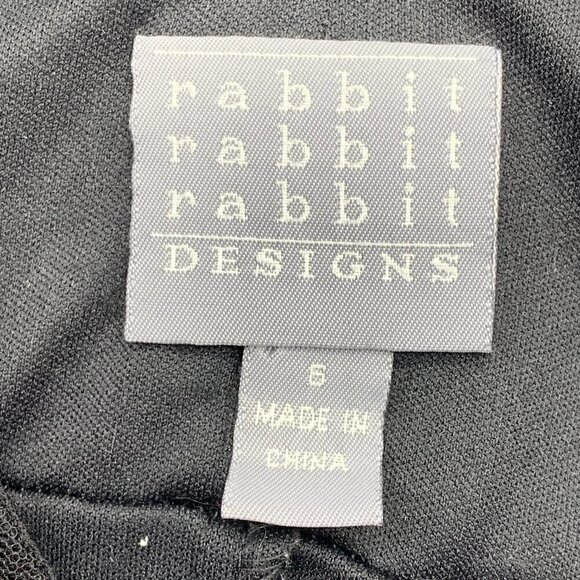 rabbit
rabbit
rabbit
DESIGNS
6
MADE IN
CHINA